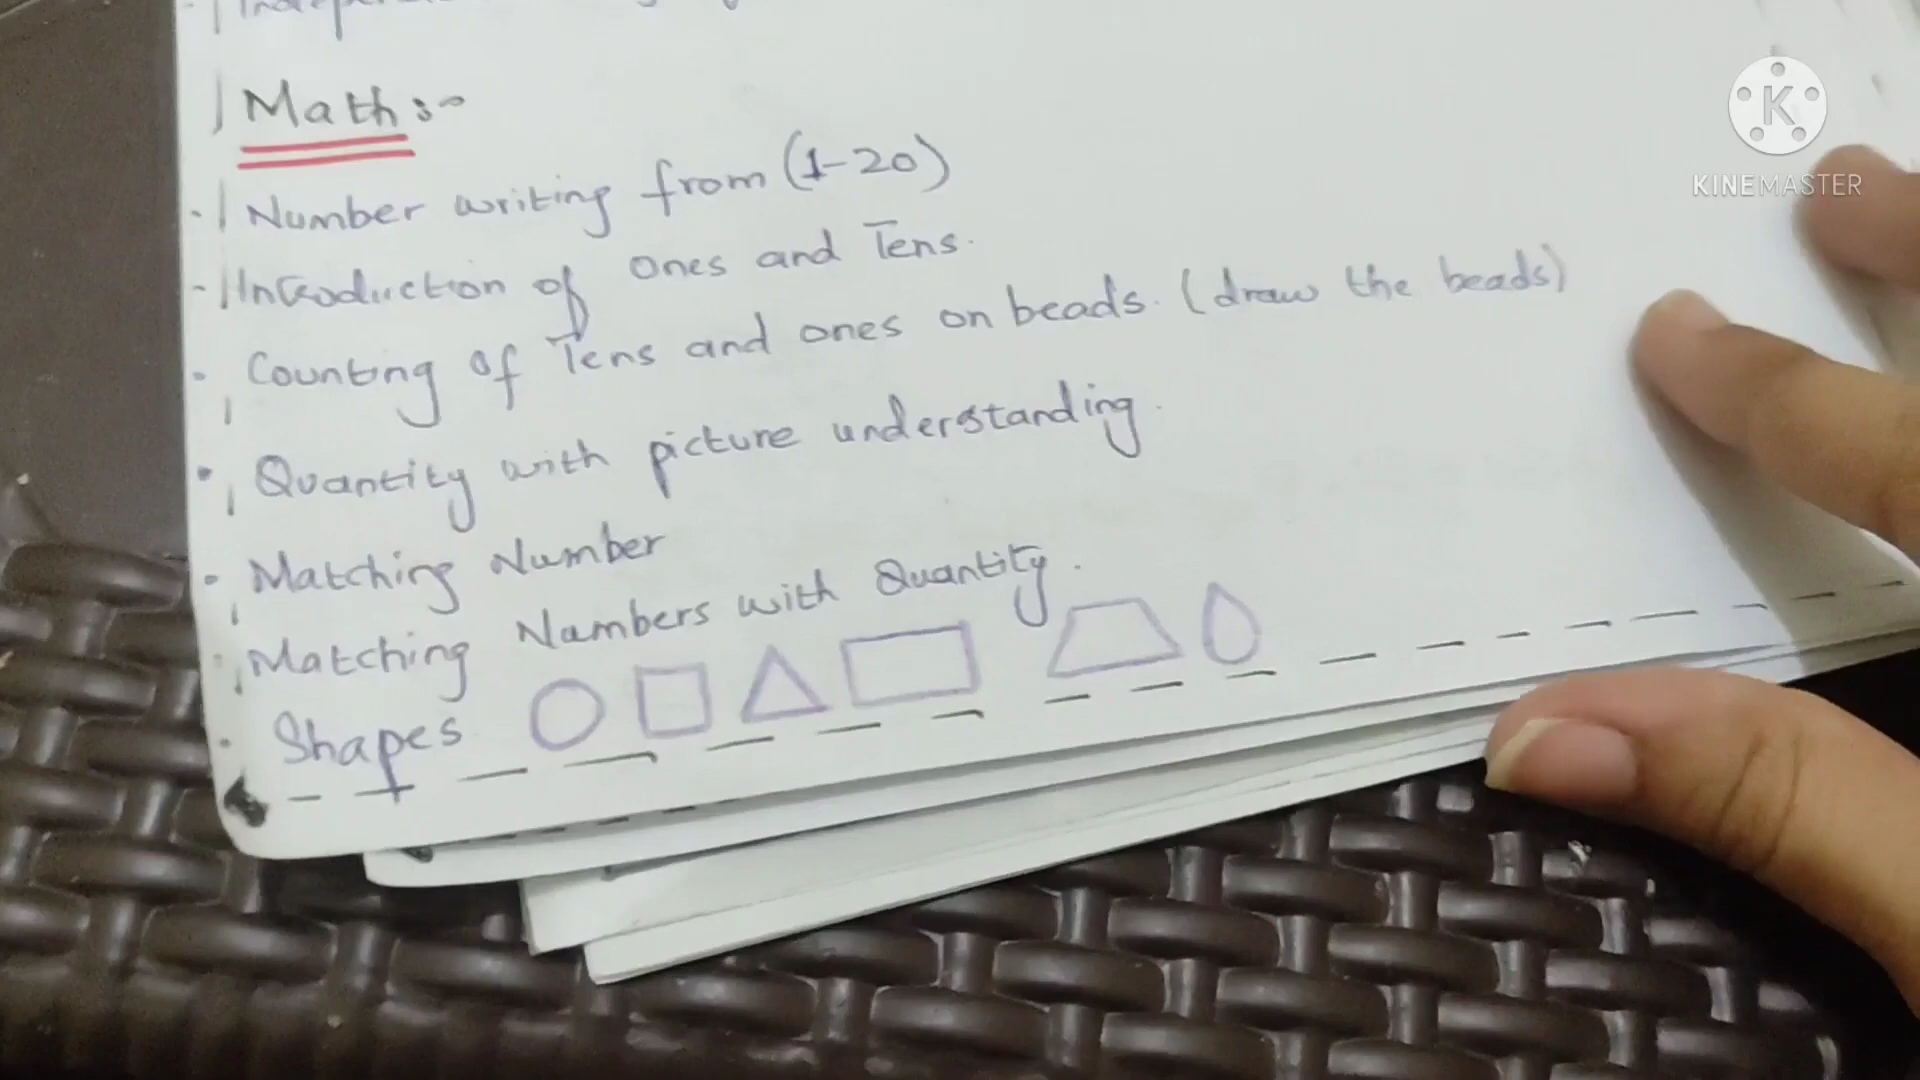 Math:-
Number writing from (1-20)
Introduction of Ones and Tens.
Counting of Tens and ones on beads. (draw the beads)
Quantity with picture understanding.
Matching Number
Matching Numbers with Quantity.
Shapes
K
KINEMASTER